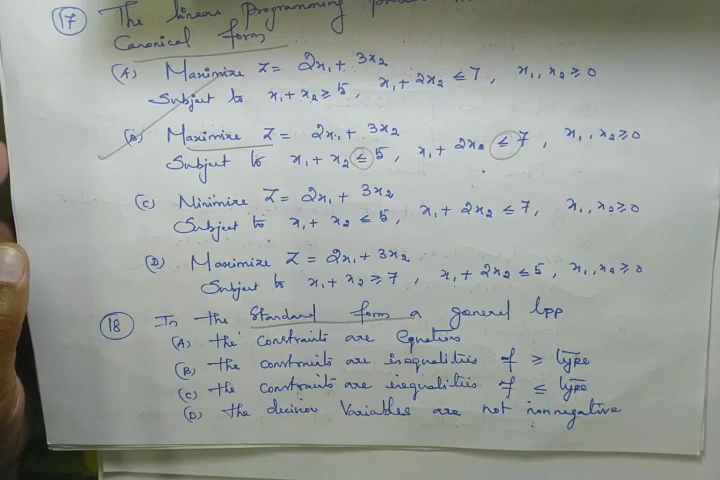 (17) The linear Programming
Canonical form
(A) Maximize Z = 2x₁ + 3x₂
Subject to x₁ + x₂ ≥ 5, x₁ + 2x₂ ≤ 7, x₁, x₂ ≥ 0
(B) Maximize Z = 2x₁ + 3x₂
Subject to x₁ + x₂ ≤ 5, x₁ + 2x₂ ≤ 7, x₁, x₂ ≥ 0
(C) Minimize Z = 2x₁ + 3x₂
Subject to x₁ + x₂ ≤ 5, x₁ + 2x₂ ≤ 7, x₁, x₂ ≥ 0
(D) Maximize Z = 2x₁ + 3x₂
Subject to x₁ + x₂ ≥ 7, x₁ + 2x₂ ≤ 5, x₁, x₂ ≥ 0
(18) In the Standard form a general lpp
(A) the constraints are equations
(B) the constraints are inequalities of ≥ type
(C) the constraints are inequalities of ≤ type
(D) the decision Variables are not nonnegative